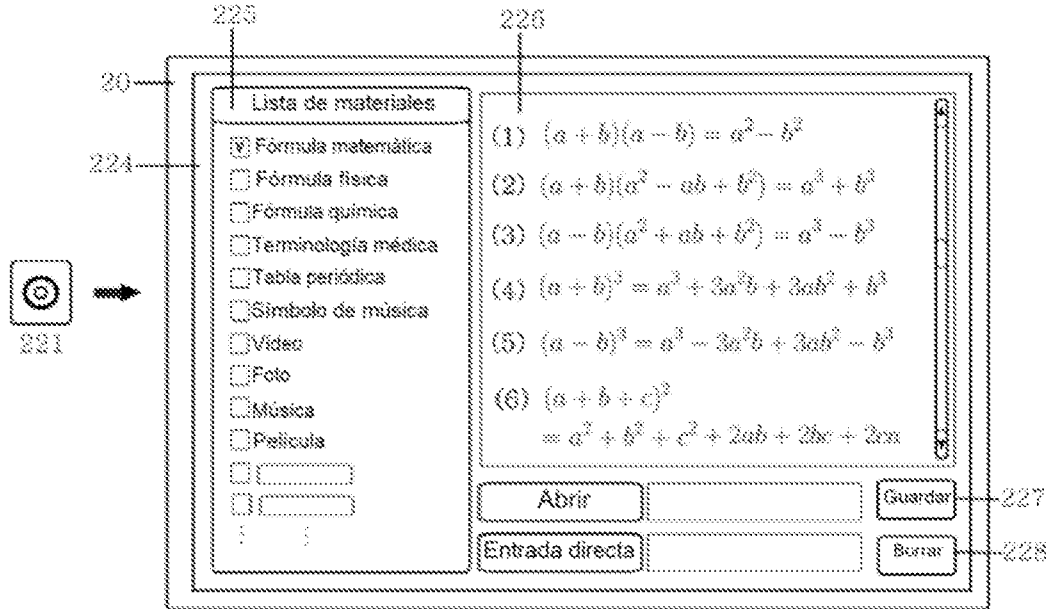 225
226
20
Lista de materiales
224
Fórmula matemática
Fórmula física
Fórmula química
Terminología médica
Tabla periódica
Símbolo de música
Vídeo
Foto
Música
Película
⋮ ⋮
221
(1) (a + b)(a − b) = a² − b²
(2) (a + b)(a² − ab + b²) = a³ + b³
(3) (a − b)(a² + ab + b²) = a³ − b³
(4) (a + b)³ = a³ + 3a²b + 3ab² + b³
(5) (a − b)³ = a³ − 3a²b + 3ab² − b³
(6) (a + b + c)²
= a² + b² + c² + 2ab + 2bc + 2ca
Abrir
Guardar
227
Entrada directa
Borrar
228